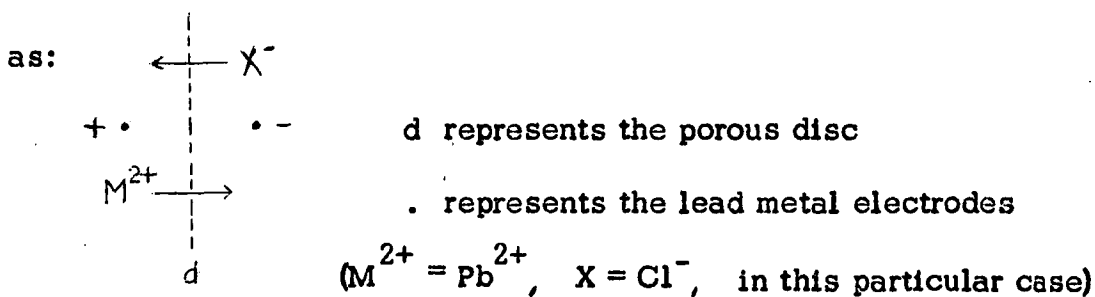 as:
X⁻
+ • • - d represents the porous disc
M²⁺ . represents the lead metal electrodes
d (M²⁺ = Pb²⁺, X = Cl⁻, in this particular case)